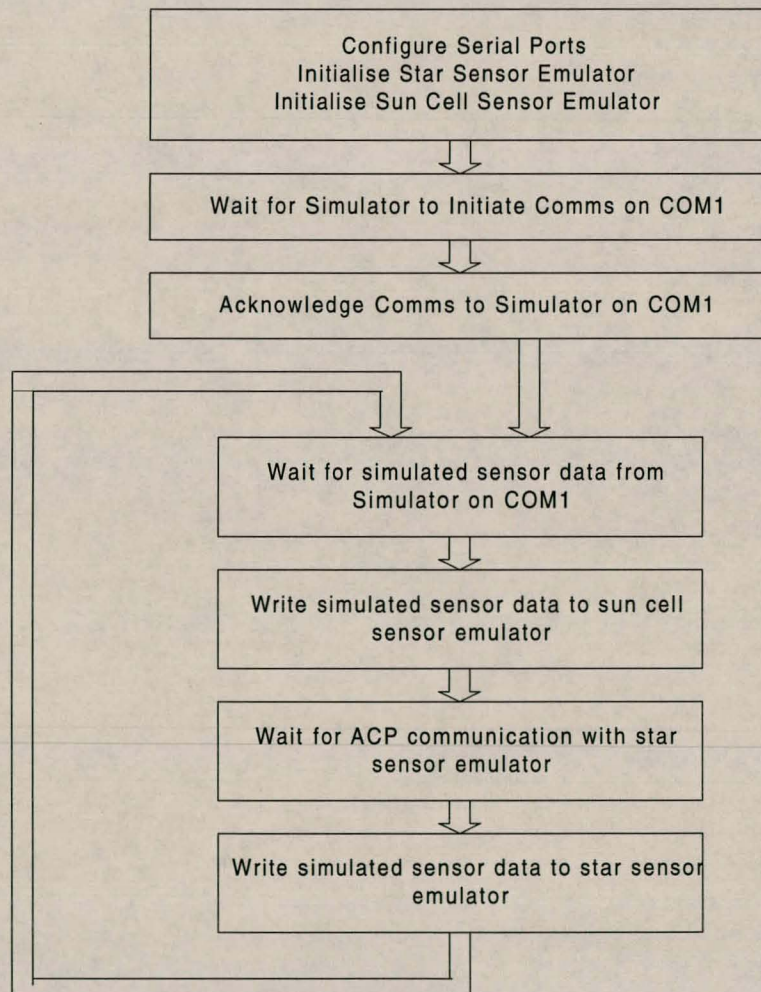 Configure Serial Ports
Initialise Star Sensor Emulator
Initialise Sun Cell Sensor Emulator
Wait for Simulator to Initiate Comms on COM1
Acknowledge Comms to Simulator on COM1
Wait for simulated sensor data from
Simulator on COM1
Write simulated sensor data to sun cell
sensor emulator
Wait for ACP communication with star
sensor emulator
Write simulated sensor data to star sensor
emulator